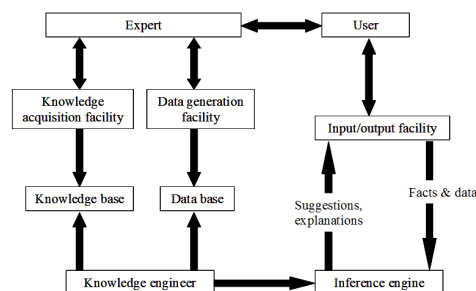 Expert
User
Knowledge
acquisition facility
Data generation
facility
Input/output facility
Knowledge base
Data base
Suggestions,
explanations
Facts & data
Knowledge engineer
Inference engine